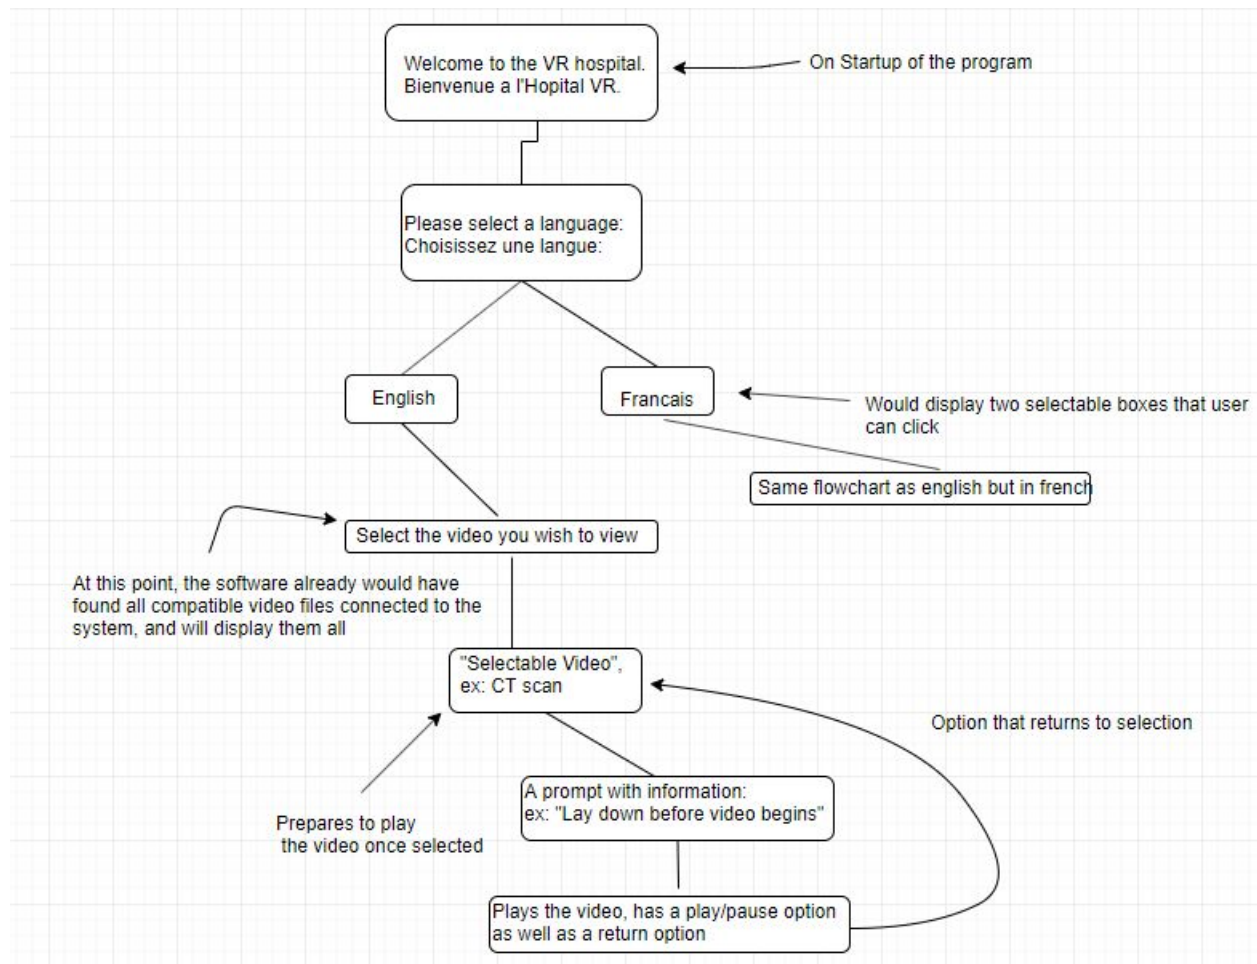 Welcome to the VR hospital.
Bienvenue a l'Hopital VR.
On Startup of the program
Please select a language:
Choisissez une langue:
English
Francais
Would display two selectable boxes that user
can click
Same flowchart as english but in french
Select the video you wish to view
At this point, the software already would have
found all compatible video files connected to the
system, and will display them all
"Selectable Video",
ex: CT scan
Option that returns to selection
A prompt with information:
ex: "Lay down before video begins"
Prepares to play
the video once selected
Plays the video, has a play/pause option
as well as a return option